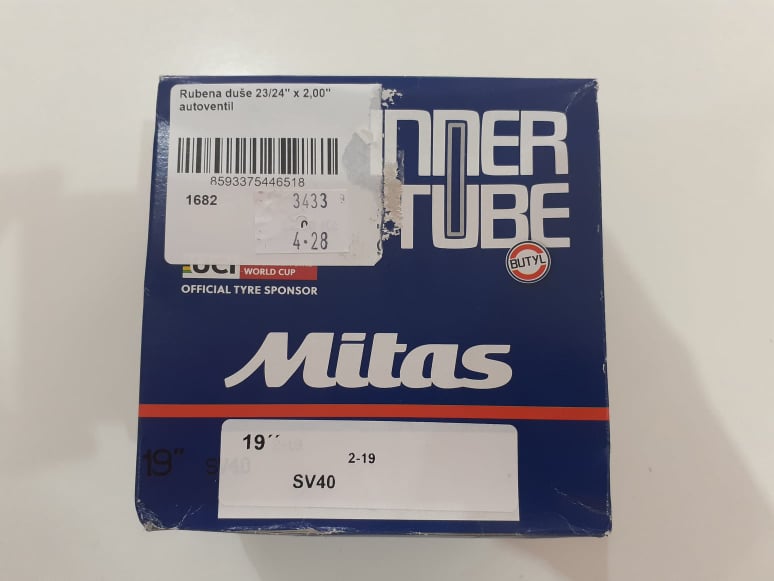 Rubena duše 23/24" x 2,00"
autoventil
8593375446518
1682
3433
4.28
INNER
TUBE
BUTYL
UCI
WORLD CUP
OFFICIAL TYRE SPONSOR
Mitas
19´´
2-19
SV40
19" SV40